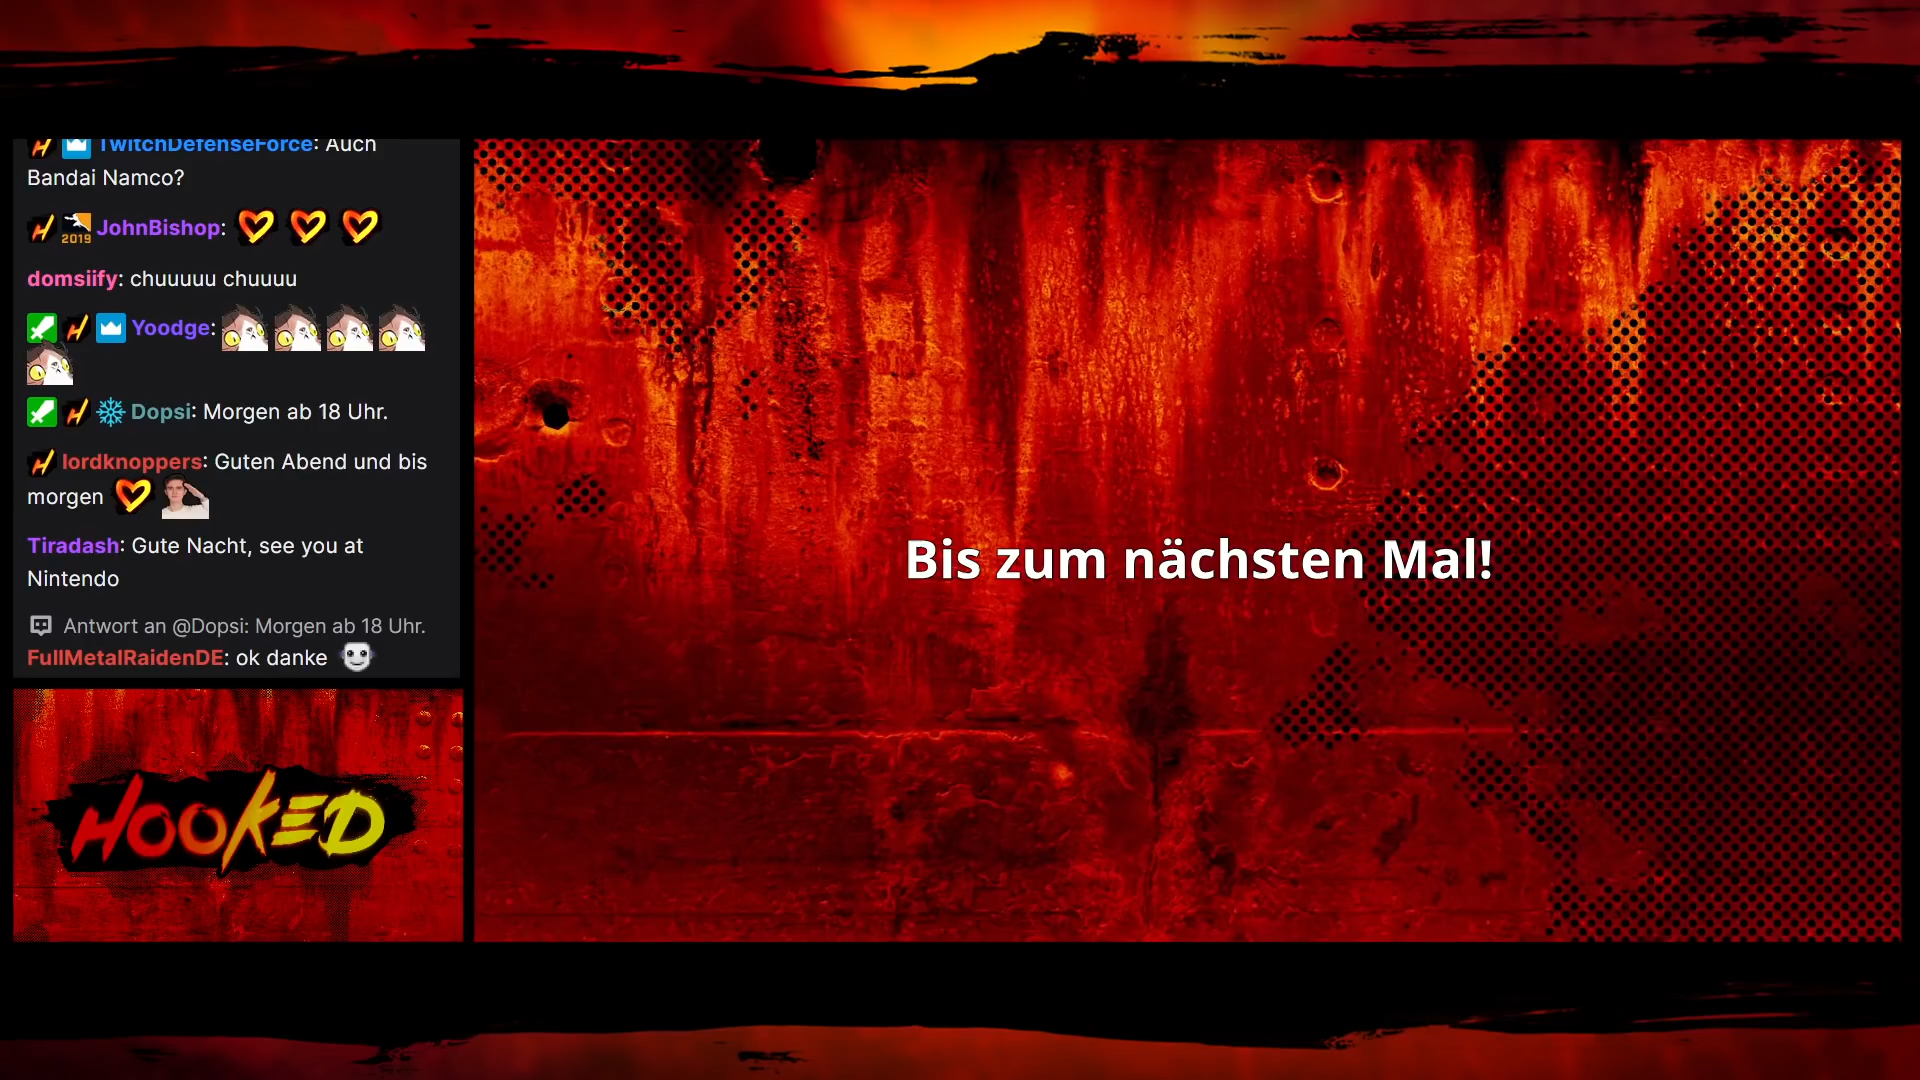 TwitchDefenseForce: Auch
Bandai Namco?
2019 JohnBishop:
domsiify: chuuuuu chuuuu
Yoodge:
Dopsi: Morgen ab 18 Uhr.
lordknoppers: Guten Abend und bis
morgen
Tiradash: Gute Nacht, see you at
Nintendo
Antwort an @Dopsi: Morgen ab 18 Uhr.
FullMetalRaidenDE: ok danke
HOOKED
Bis zum nächsten Mal!